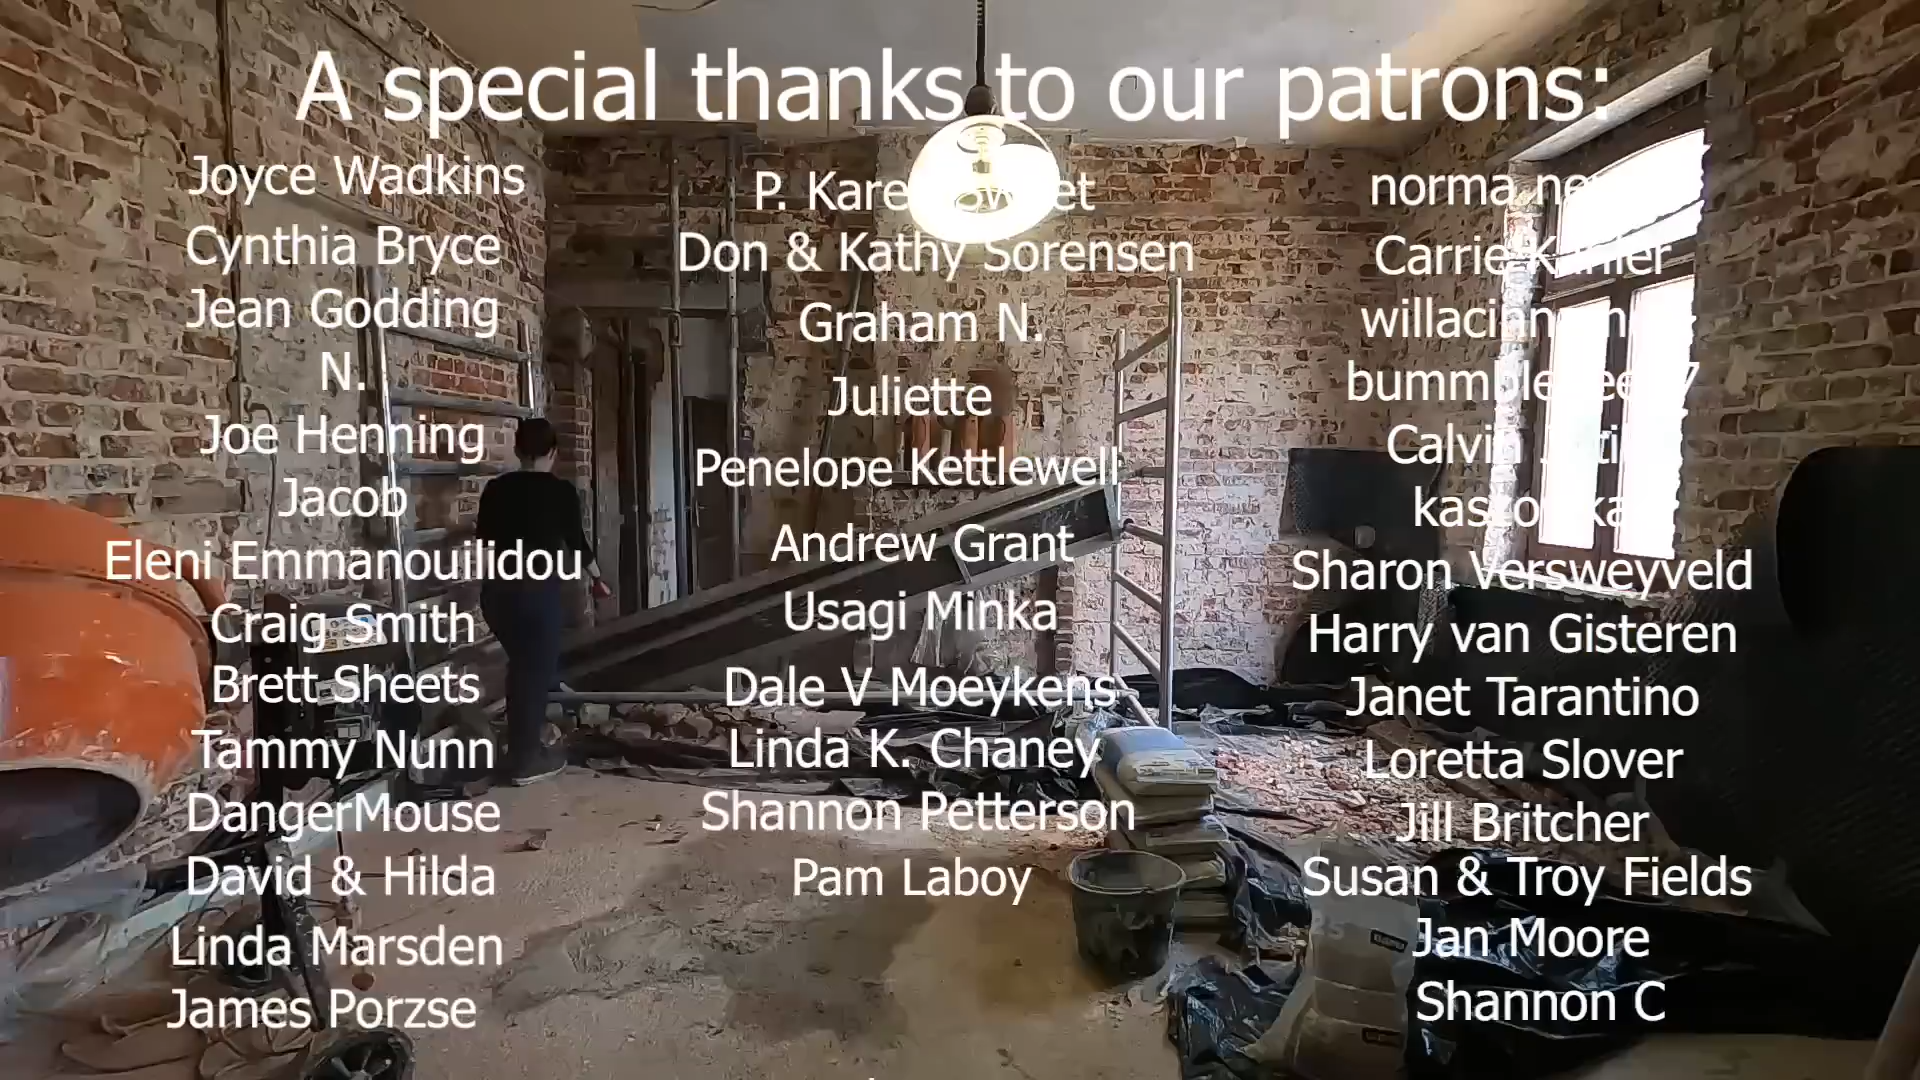 A special thanks to our patrons:
Joyce Wadkins
Cynthia Bryce
Jean Godding
N.
Joe Henning
Jacob
Eleni Emmanouilidou
Craig Smith
Brett Sheets
Tammy Nunn
DangerMouse
David & Hilda
Linda Marsden
James Porzse
P.
Don & Kathy Sorensen
Graham N.
Juliette
Penelope Kettlewell
Andrew Grant
Usagi Minka
Dale V Moeykens
Linda K. Chaney
Shannon Petterson
Pam Laboy
norma
Carrie
Sharon Versweyveld
Harry van Gisteren
Janet Tarantino
Loretta Slover
Jill Britcher
Susan & Troy Fields
Jan Moore
Shannon C